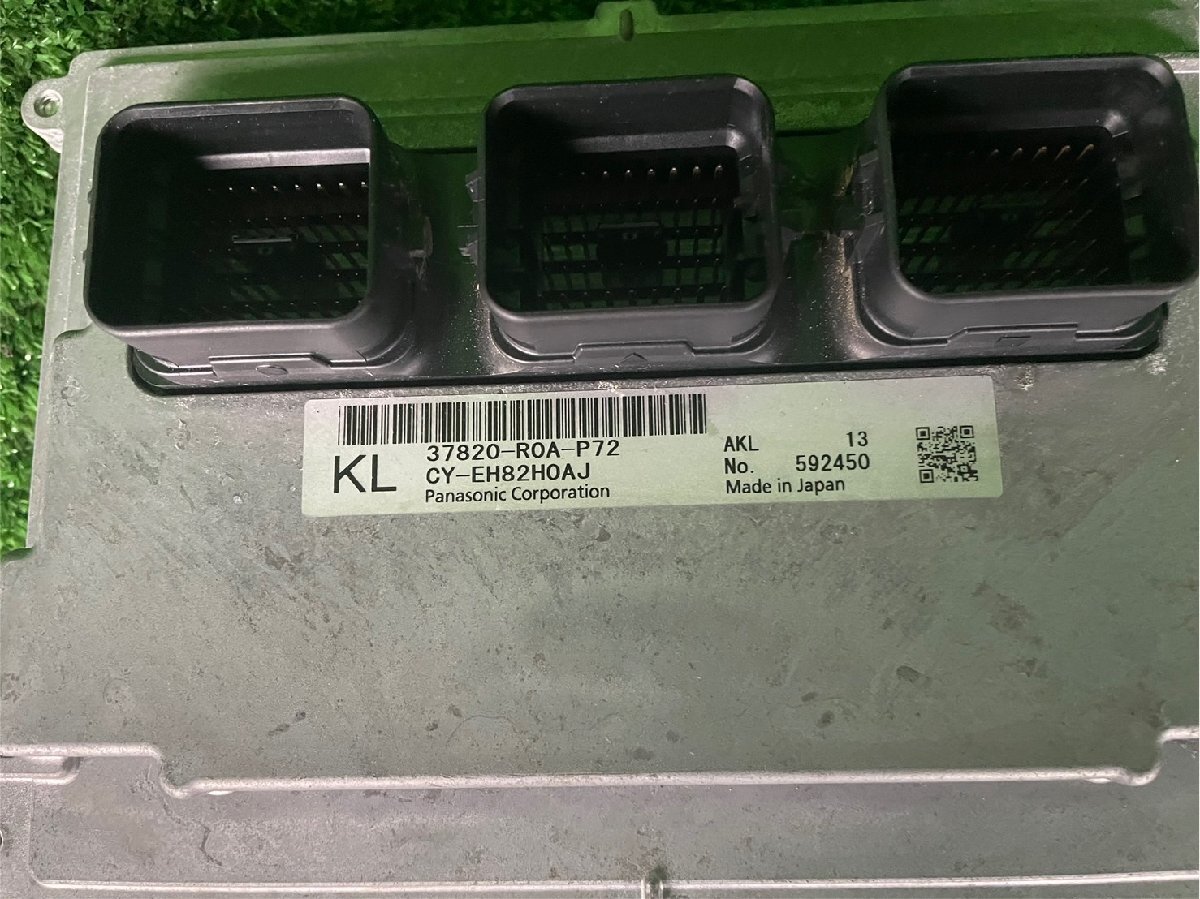 KL
37820-R0A-P72
CY-EH82H0AJ
Panasonic Corporation
AKL 13
No. 592450
Made in Japan